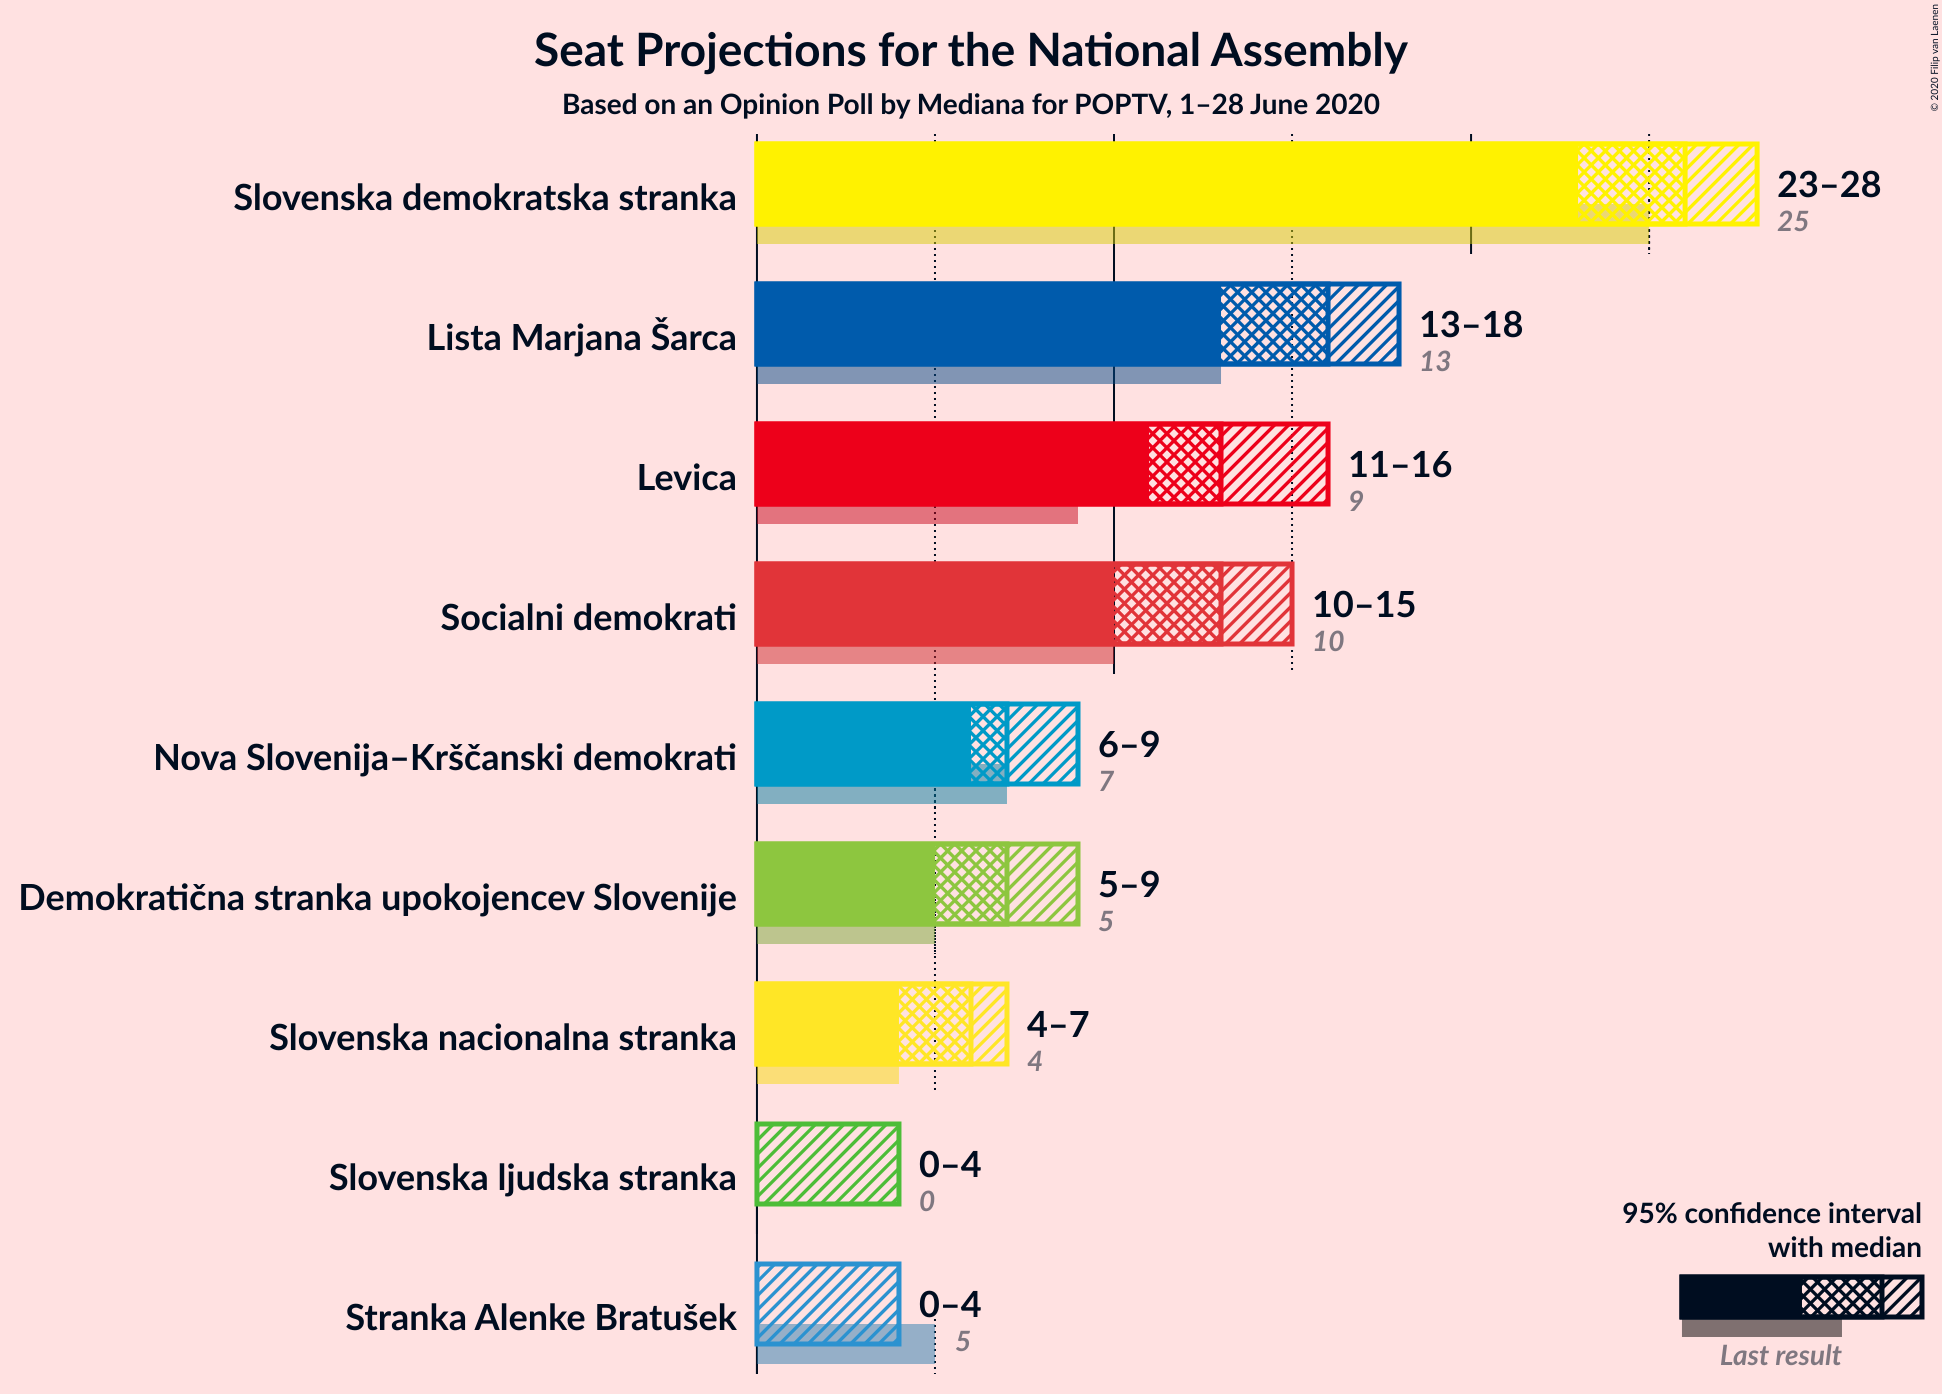 Seat Projections for the National Assembly
Based on an Opinion Poll by Mediana for POPTV, 1–28 June 2020
© 2020 Filip van Laenen
Slovenska demokratska stranka
23–28
25
Lista Marjana Šarca
13–18
13
Levica
11–16
9
Socialni demokrati
10–15
10
Nova Slovenija–Krščanski demokrati
6–9
7
Demokratična stranka upokojencev Slovenije
5–9
5
Slovenska nacionalna stranka
4–7
4
Slovenska ljudska stranka
0–4
0
Stranka Alenke Bratušek
0–4
5
95% confidence interval
with median
Last result